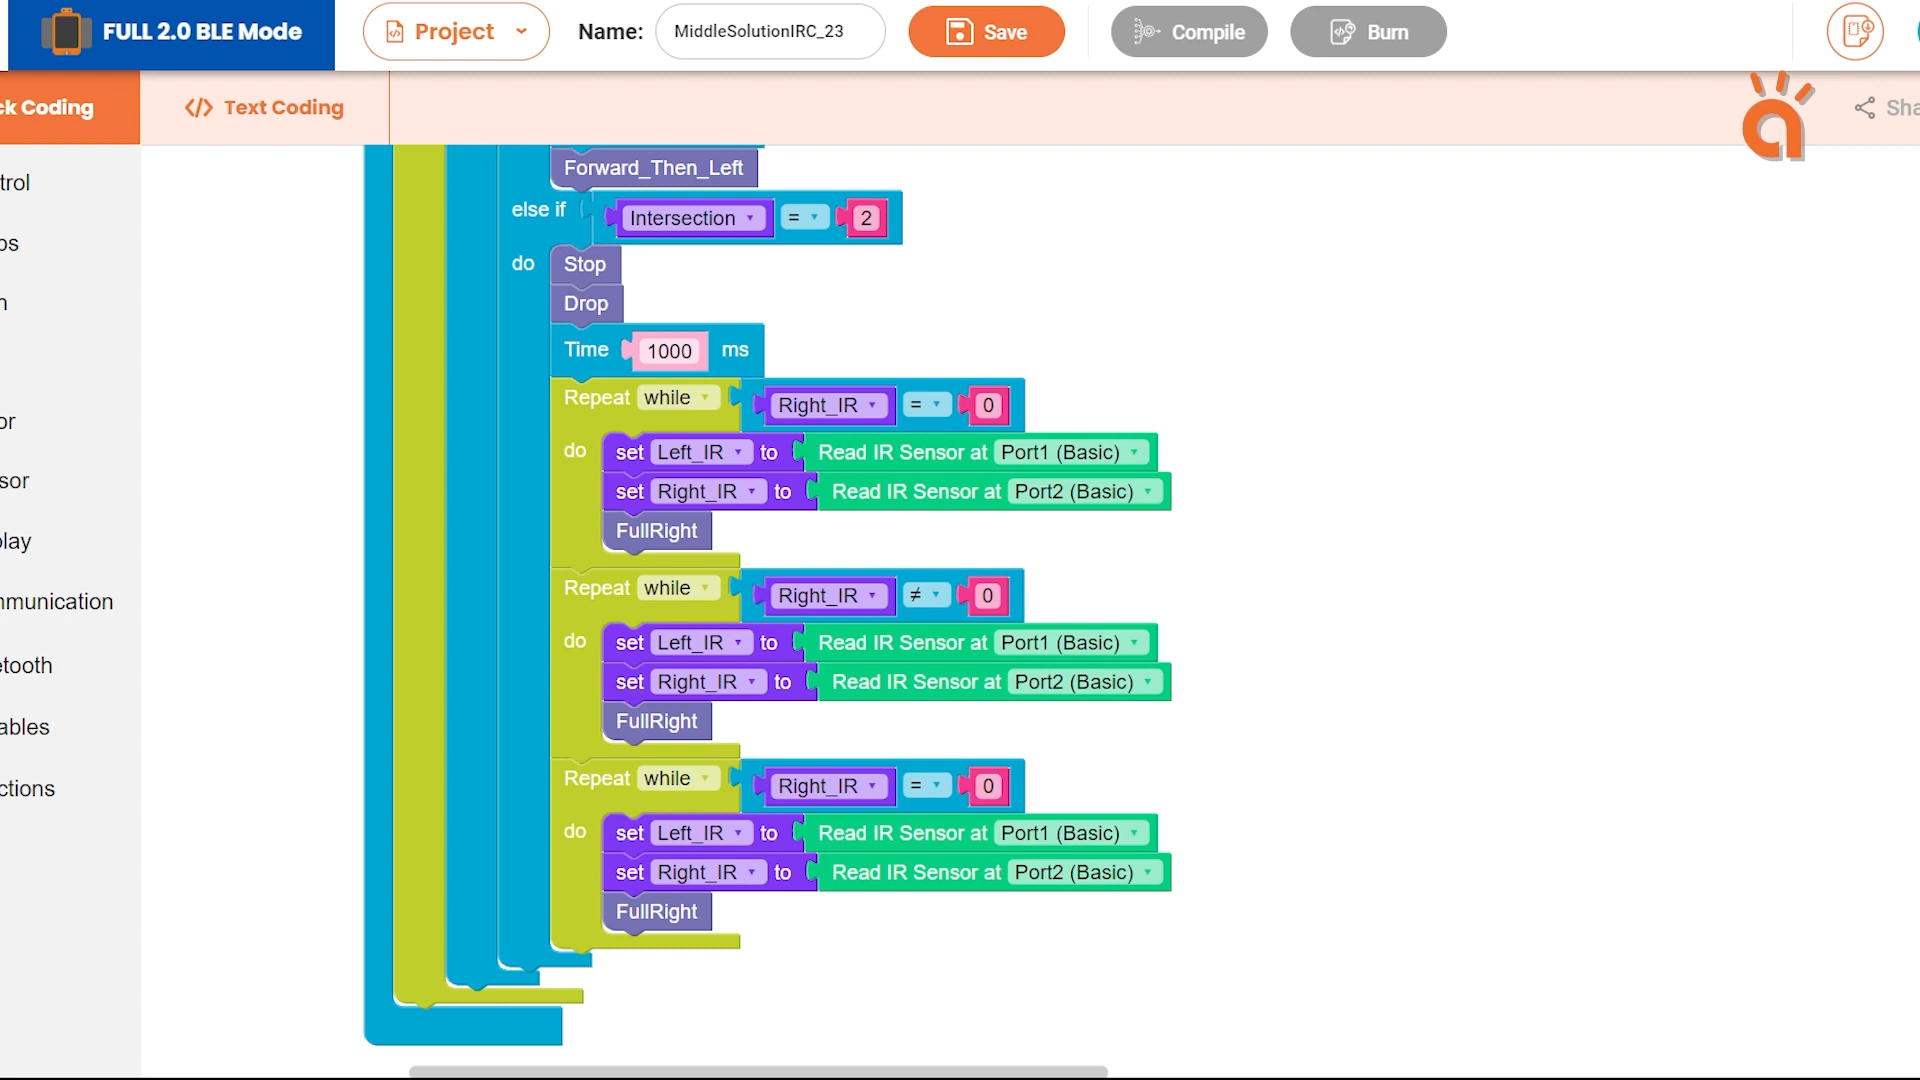 FULL 2.0 BLE Mode Project Name: MiddleSolutionIRC_23 Save Compile Burn
ck Coding </> Text Coding Sha
trol
os
n
or
sor
play
mmunication
etooth
ables
ctions
Forward_Then_Left
else if Intersection = 2
do Stop
Drop
Time 1000 ms
Repeat while Right_IR = 0
do set Left_IR to Read IR Sensor at Port1 (Basic)
set Right_IR to Read IR Sensor at Port2 (Basic)
FullRight
Repeat while Right_IR ≠ 0
do set Left_IR to Read IR Sensor at Port1 (Basic)
set Right_IR to Read IR Sensor at Port2 (Basic)
FullRight
Repeat while Right_IR = 0
do set Left_IR to Read IR Sensor at Port1 (Basic)
set Right_IR to Read IR Sensor at Port2 (Basic)
FullRight